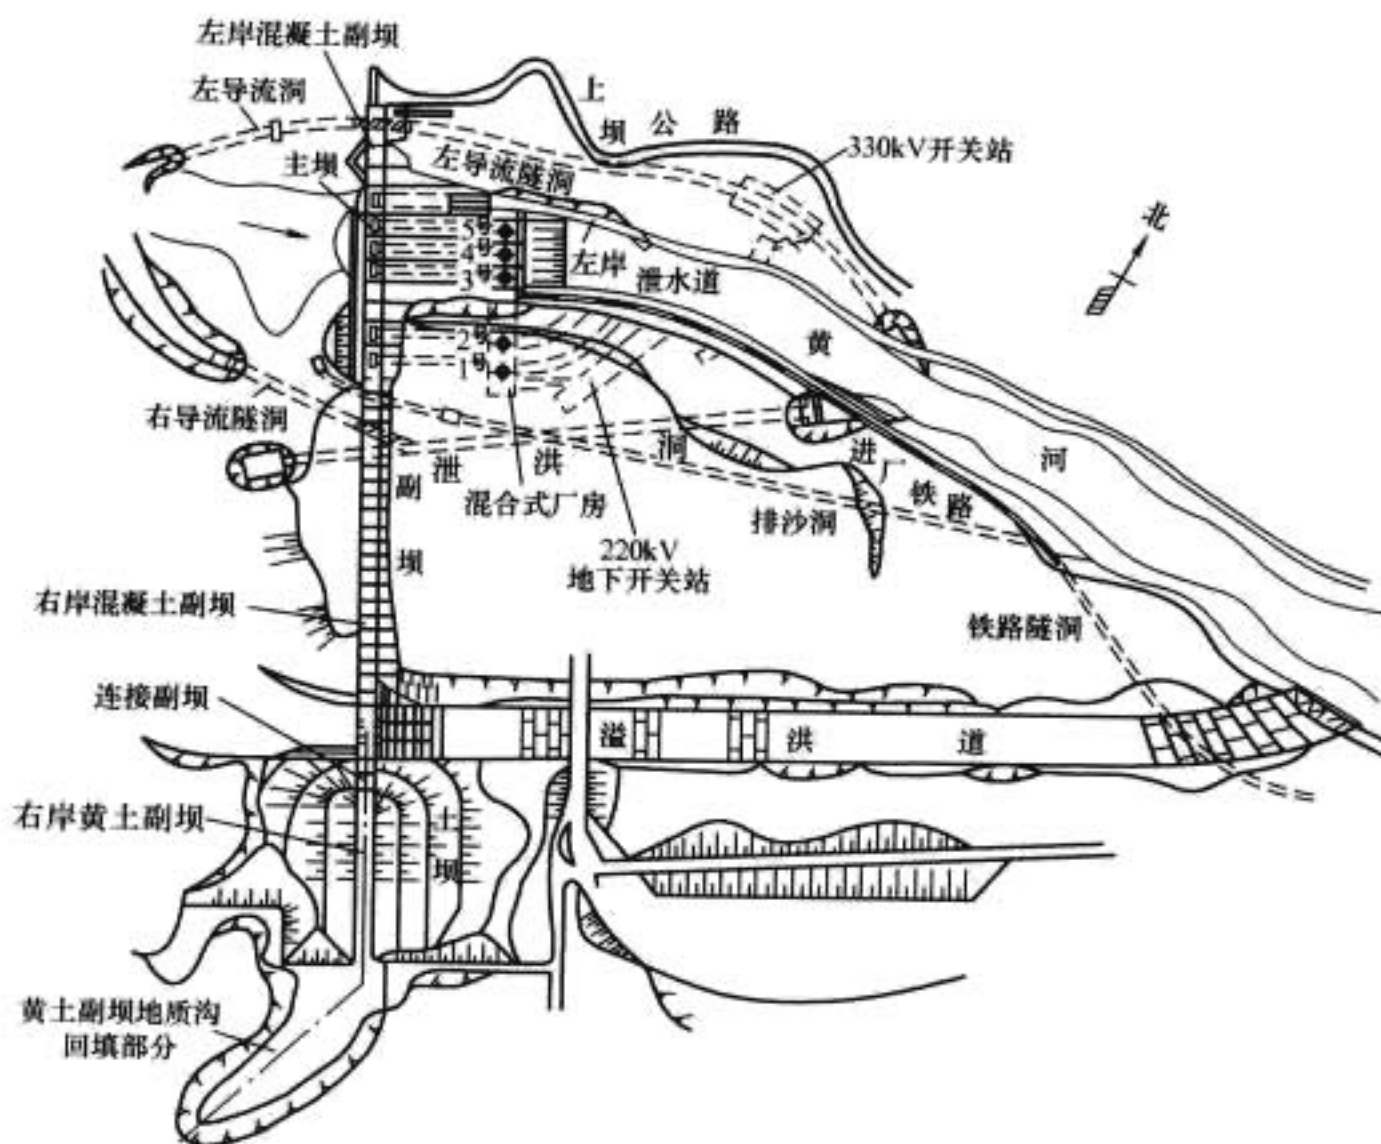 左岸混凝土副坝
左导流洞
上坝公路
主坝
左导流隧洞
330kV开关站
北
5号
4号
3号
左岸
泄水道
2号
1号
黄河
右导流隧洞
泄洪洞
进厂铁路
副坝
混合式厂房
排沙洞
220kV
地下开关站
右岸混凝土副坝
铁路隧洞
连接副坝
溢洪道
右岸黄土副坝
土坝
黄土副坝地质沟
回填部分